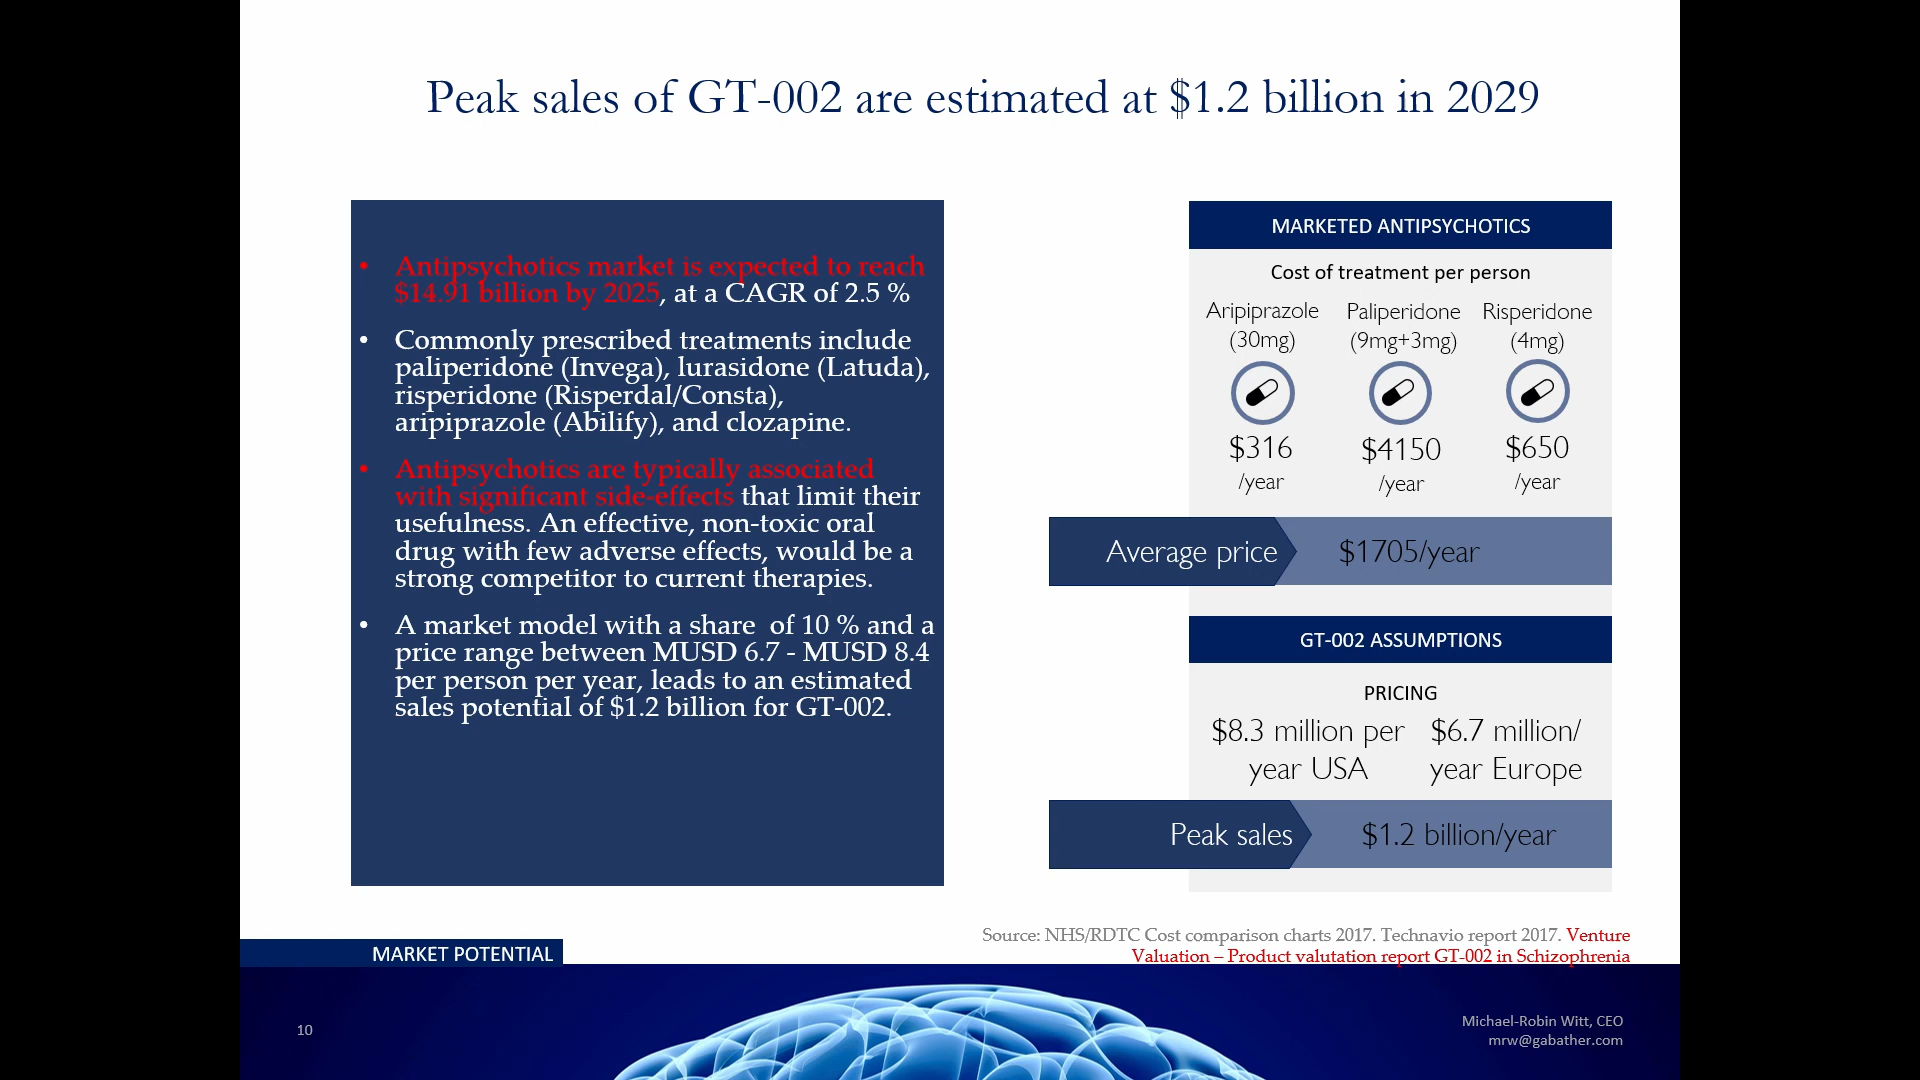 Peak sales of GT-002 are estimated at $1.2 billion in 2029
• Antipsychotics market is expected to reach
$14.91 billion by 2025, at a CAGR of 2.5 %
• Commonly prescribed treatments include
paliperidone (Invega), lurasidone (Latuda),
risperidone (Risperdal/Consta),
aripiprazole (Abilify), and clozapine.
• Antipsychotics are typically associated
with significant side-effects that limit their
usefulness. An effective, non-toxic oral
drug with few adverse effects, would be a
strong competitor to current therapies.
• A market model with a share  of 10 % and a
price range between MUSD 6.7 - MUSD 8.4
per person per year, leads to an estimated
sales potential of $1.2 billion for GT-002.
MARKETED ANTIPSYCHOTICS
Cost of treatment per person
Aripiprazole
(30mg)
$316
/year
Paliperidone
(9mg+3mg)
$4150
/year
Risperidone
(4mg)
$650
/year
Average price
$1705/year
GT-002 ASSUMPTIONS
PRICING
$8.3 million per
year USA
$6.7 million/
year Europe
Peak sales
$1.2 billion/year
Source: NHS/RDTC Cost comparison charts 2017. Technavio report 2017. Venture
Valuation – Product valutation report GT-002 in Schizophrenia
MARKET POTENTIAL
10
Michael-Robin Witt, CEO
mrw@gabather.com